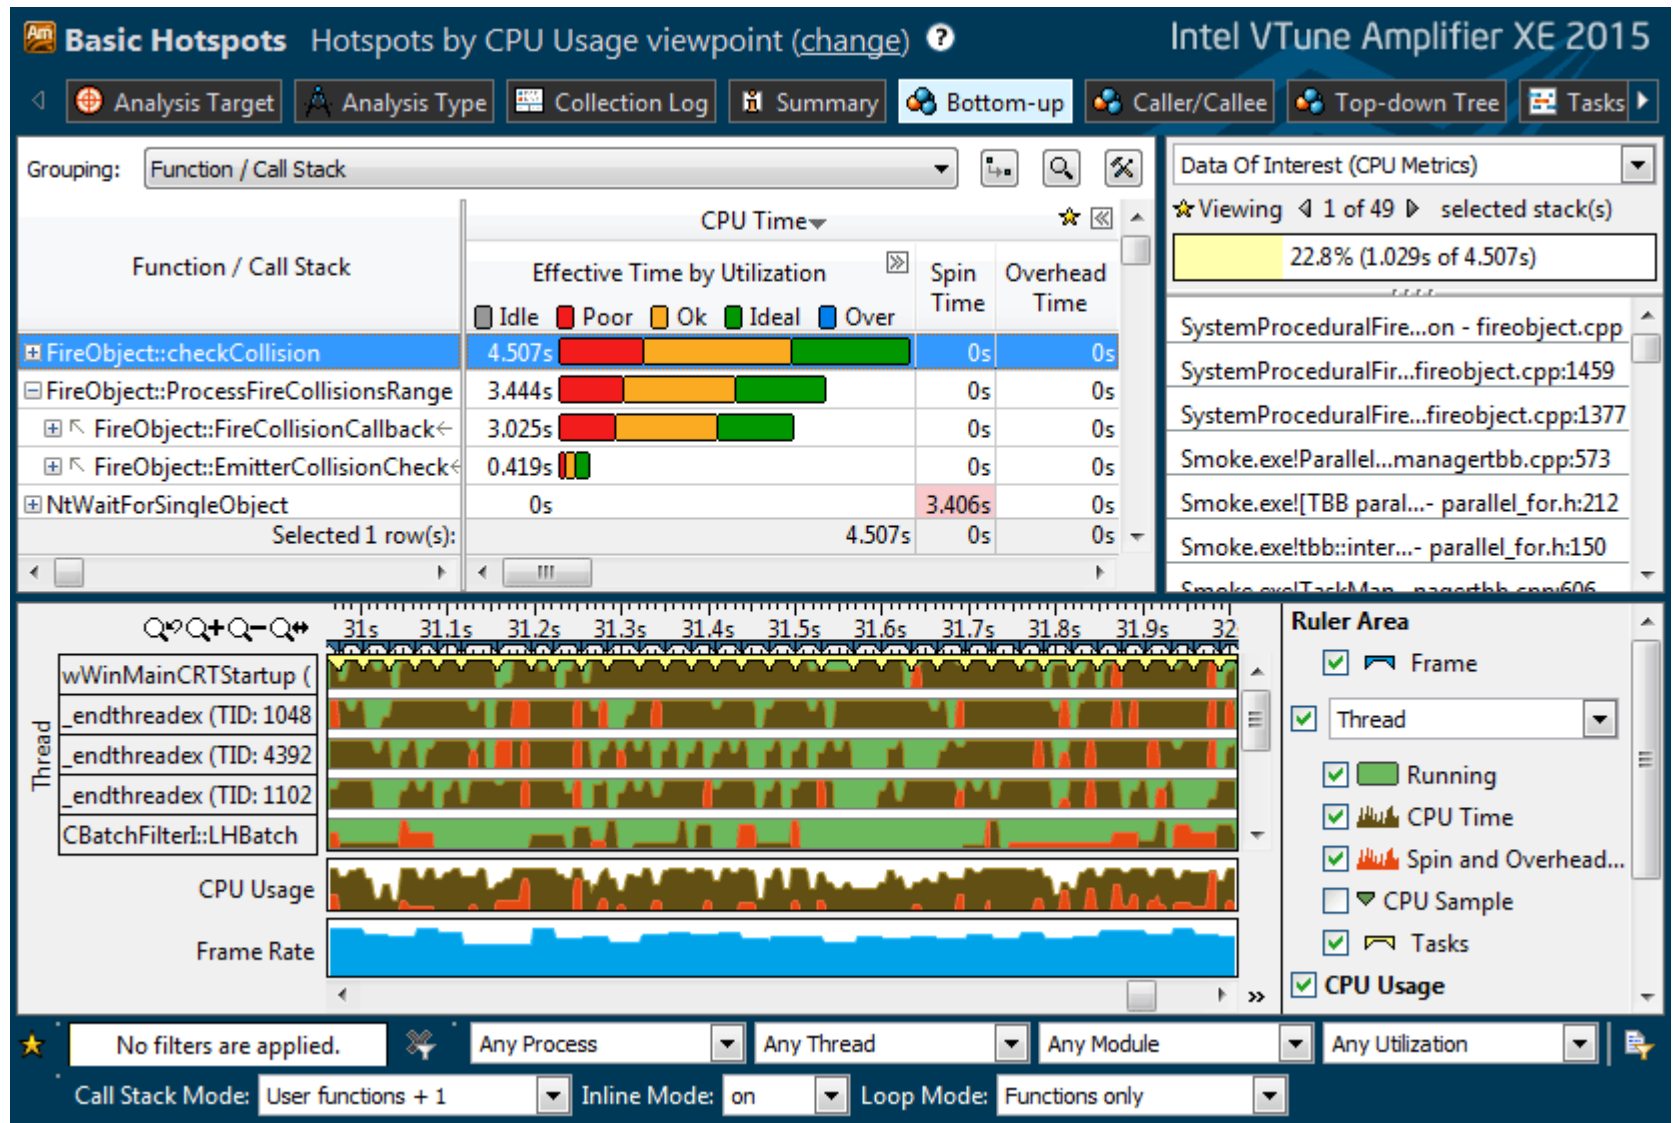 Am Basic Hotspots Hotspots by CPU Usage viewpoint (change) ? Intel VTune Amplifier XE 2015
Analysis Target Analysis Type Collection Log Summary Bottom-up Caller/Callee Top-down Tree Tasks
Grouping: Function / Call Stack
Data Of Interest (CPU Metrics)
Viewing 1 of 49 selected stack(s)
22.8% (1.029s of 4.507s)
Function / Call Stack
CPU Time
Effective Time by Utilization
Idle Poor Ok Ideal Over
Spin Time
Overhead Time
FireObject::checkCollision 4.507s 0s 0s
FireObject::ProcessFireCollisionsRange 3.444s 0s 0s
FireObject::FireCollisionCallback 3.025s 0s 0s
FireObject::EmitterCollisionCheck 0.419s 0s 0s
NtWaitForSingleObject 0s 3.406s 0s
Selected 1 row(s): 4.507s 0s 0s
SystemProceduralFire...on - fireobject.cpp
SystemProceduralFir...fireobject.cpp:1459
SystemProceduralFire...fireobject.cpp:1377
Smoke.exe!Parallel...managertbb.cpp:573
Smoke.exe![TBB paral...- parallel_for.h:212
Smoke.exe!tbb::inter...- parallel_for.h:150
31s 31.1s 31.2s 31.3s 31.4s 31.5s 31.6s 31.7s 31.8s 31.9s 32
Thread
wWinMainCRTStartup (
_endthreadex (TID: 1048
_endthreadex (TID: 4392
_endthreadex (TID: 1102
CBatchFilterI::LHBatch
CPU Usage
Frame Rate
Ruler Area
Frame
Thread
Running
CPU Time
Spin and Overhead...
CPU Sample
Tasks
CPU Usage
No filters are applied. Any Process Any Thread Any Module Any Utilization
Call Stack Mode: User functions + 1 Inline Mode: on Loop Mode: Functions only